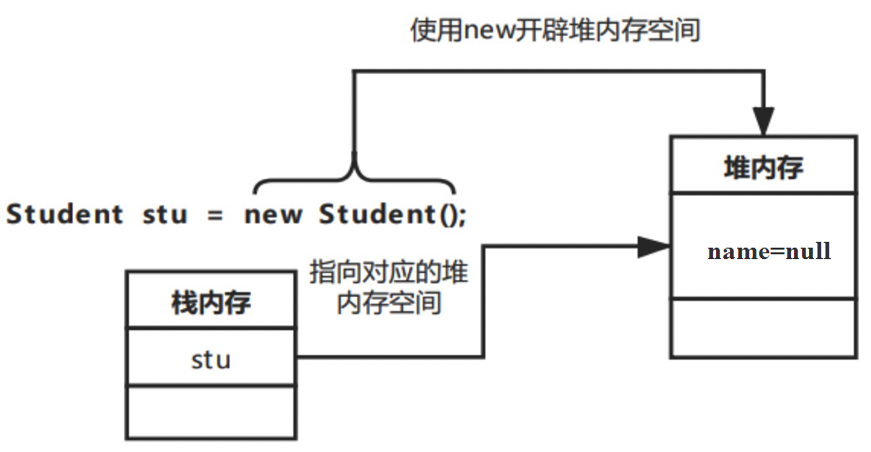 使用new开辟堆内存空间
堆内存
Student stu = new Student();
name=null
指向对应的堆
内存空间
栈内存
stu